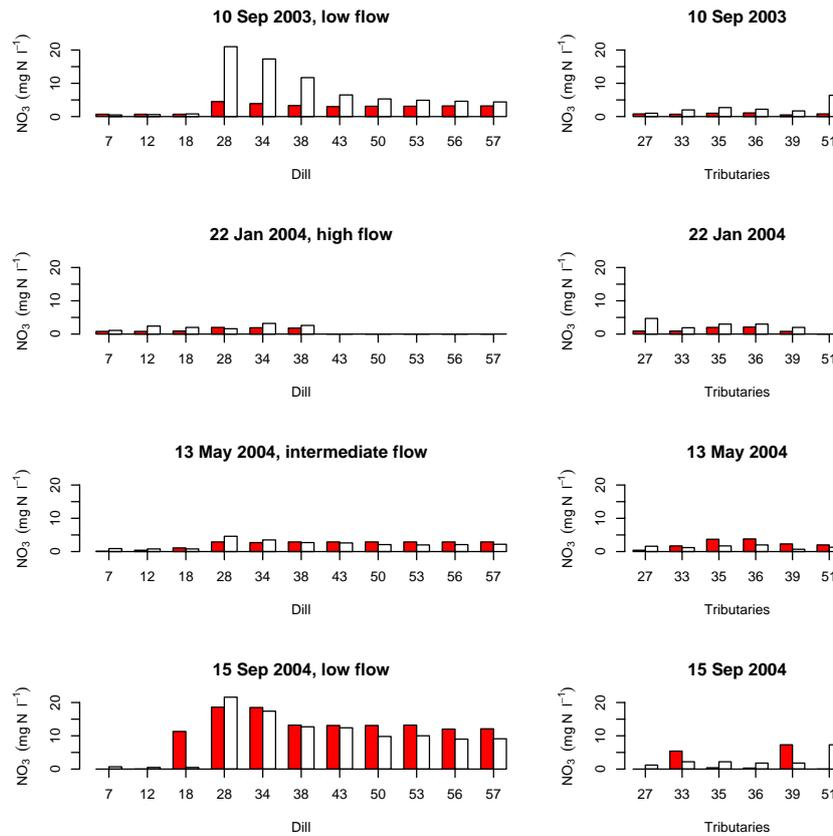 10 Sep 2003, low flow
NO3 (mg N l−1)
0 10 20
7 12 18 28 34 38 43 50 53 56 57
Dill
10 Sep 2003
NO3 (mg N l−1)
0 10 20
27 33 35 36 39 51
Tributaries
22 Jan 2004, high flow
NO3 (mg N l−1)
0 10 20
7 12 18 28 34 38 43 50 53 56 57
Dill
22 Jan 2004
NO3 (mg N l−1)
0 10 20
27 33 35 36 39 51
Tributaries
13 May 2004, intermediate flow
NO3 (mg N l−1)
0 10 20
7 12 18 28 34 38 43 50 53 56 57
Dill
13 May 2004
NO3 (mg N l−1)
0 10 20
27 33 35 36 39 51
Tributaries
15 Sep 2004, low flow
NO3 (mg N l−1)
0 10 20
7 12 18 28 34 38 43 50 53 56 57
Dill
15 Sep 2004
NO3 (mg N l−1)
0 10 20
27 33 35 36 39 51
Tributaries